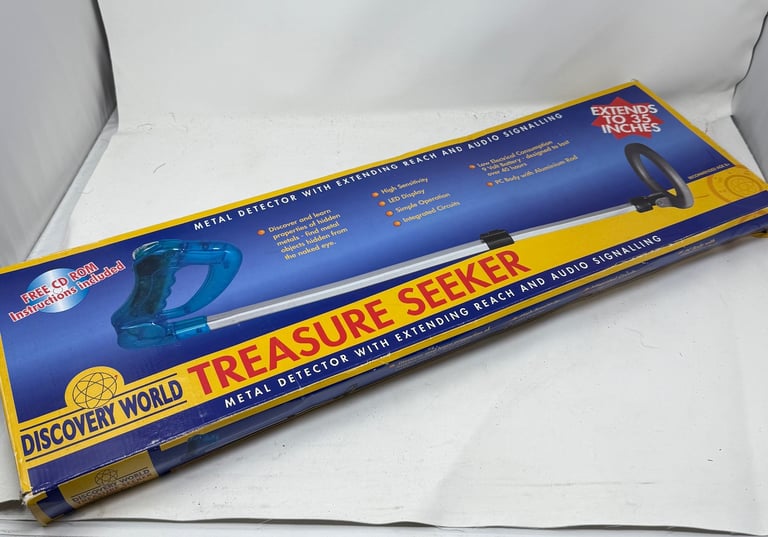 METAL DETECTOR WITH EXTENDING REACH AND AUDIO SIGNALLING
EXTENDS
TO 35
INCHES
Discover and learn
properties of hidden
metals - find metal
objects hidden from
the naked eye.
High Sensitivity
LED Display
Simple Operation
Integrated Circuits
Low Electrical Consumption
9 Volt Battery - designed to last
over 40 hours
PC Body with Aluminium Rod
RECOMMENDED AGE 8+
FREE CD ROM
Instructions included
DISCOVERY WORLD
TREASURE SEEKER
METAL DETECTOR WITH EXTENDING REACH AND AUDIO SIGNALLING
DISCOVERY WORLD